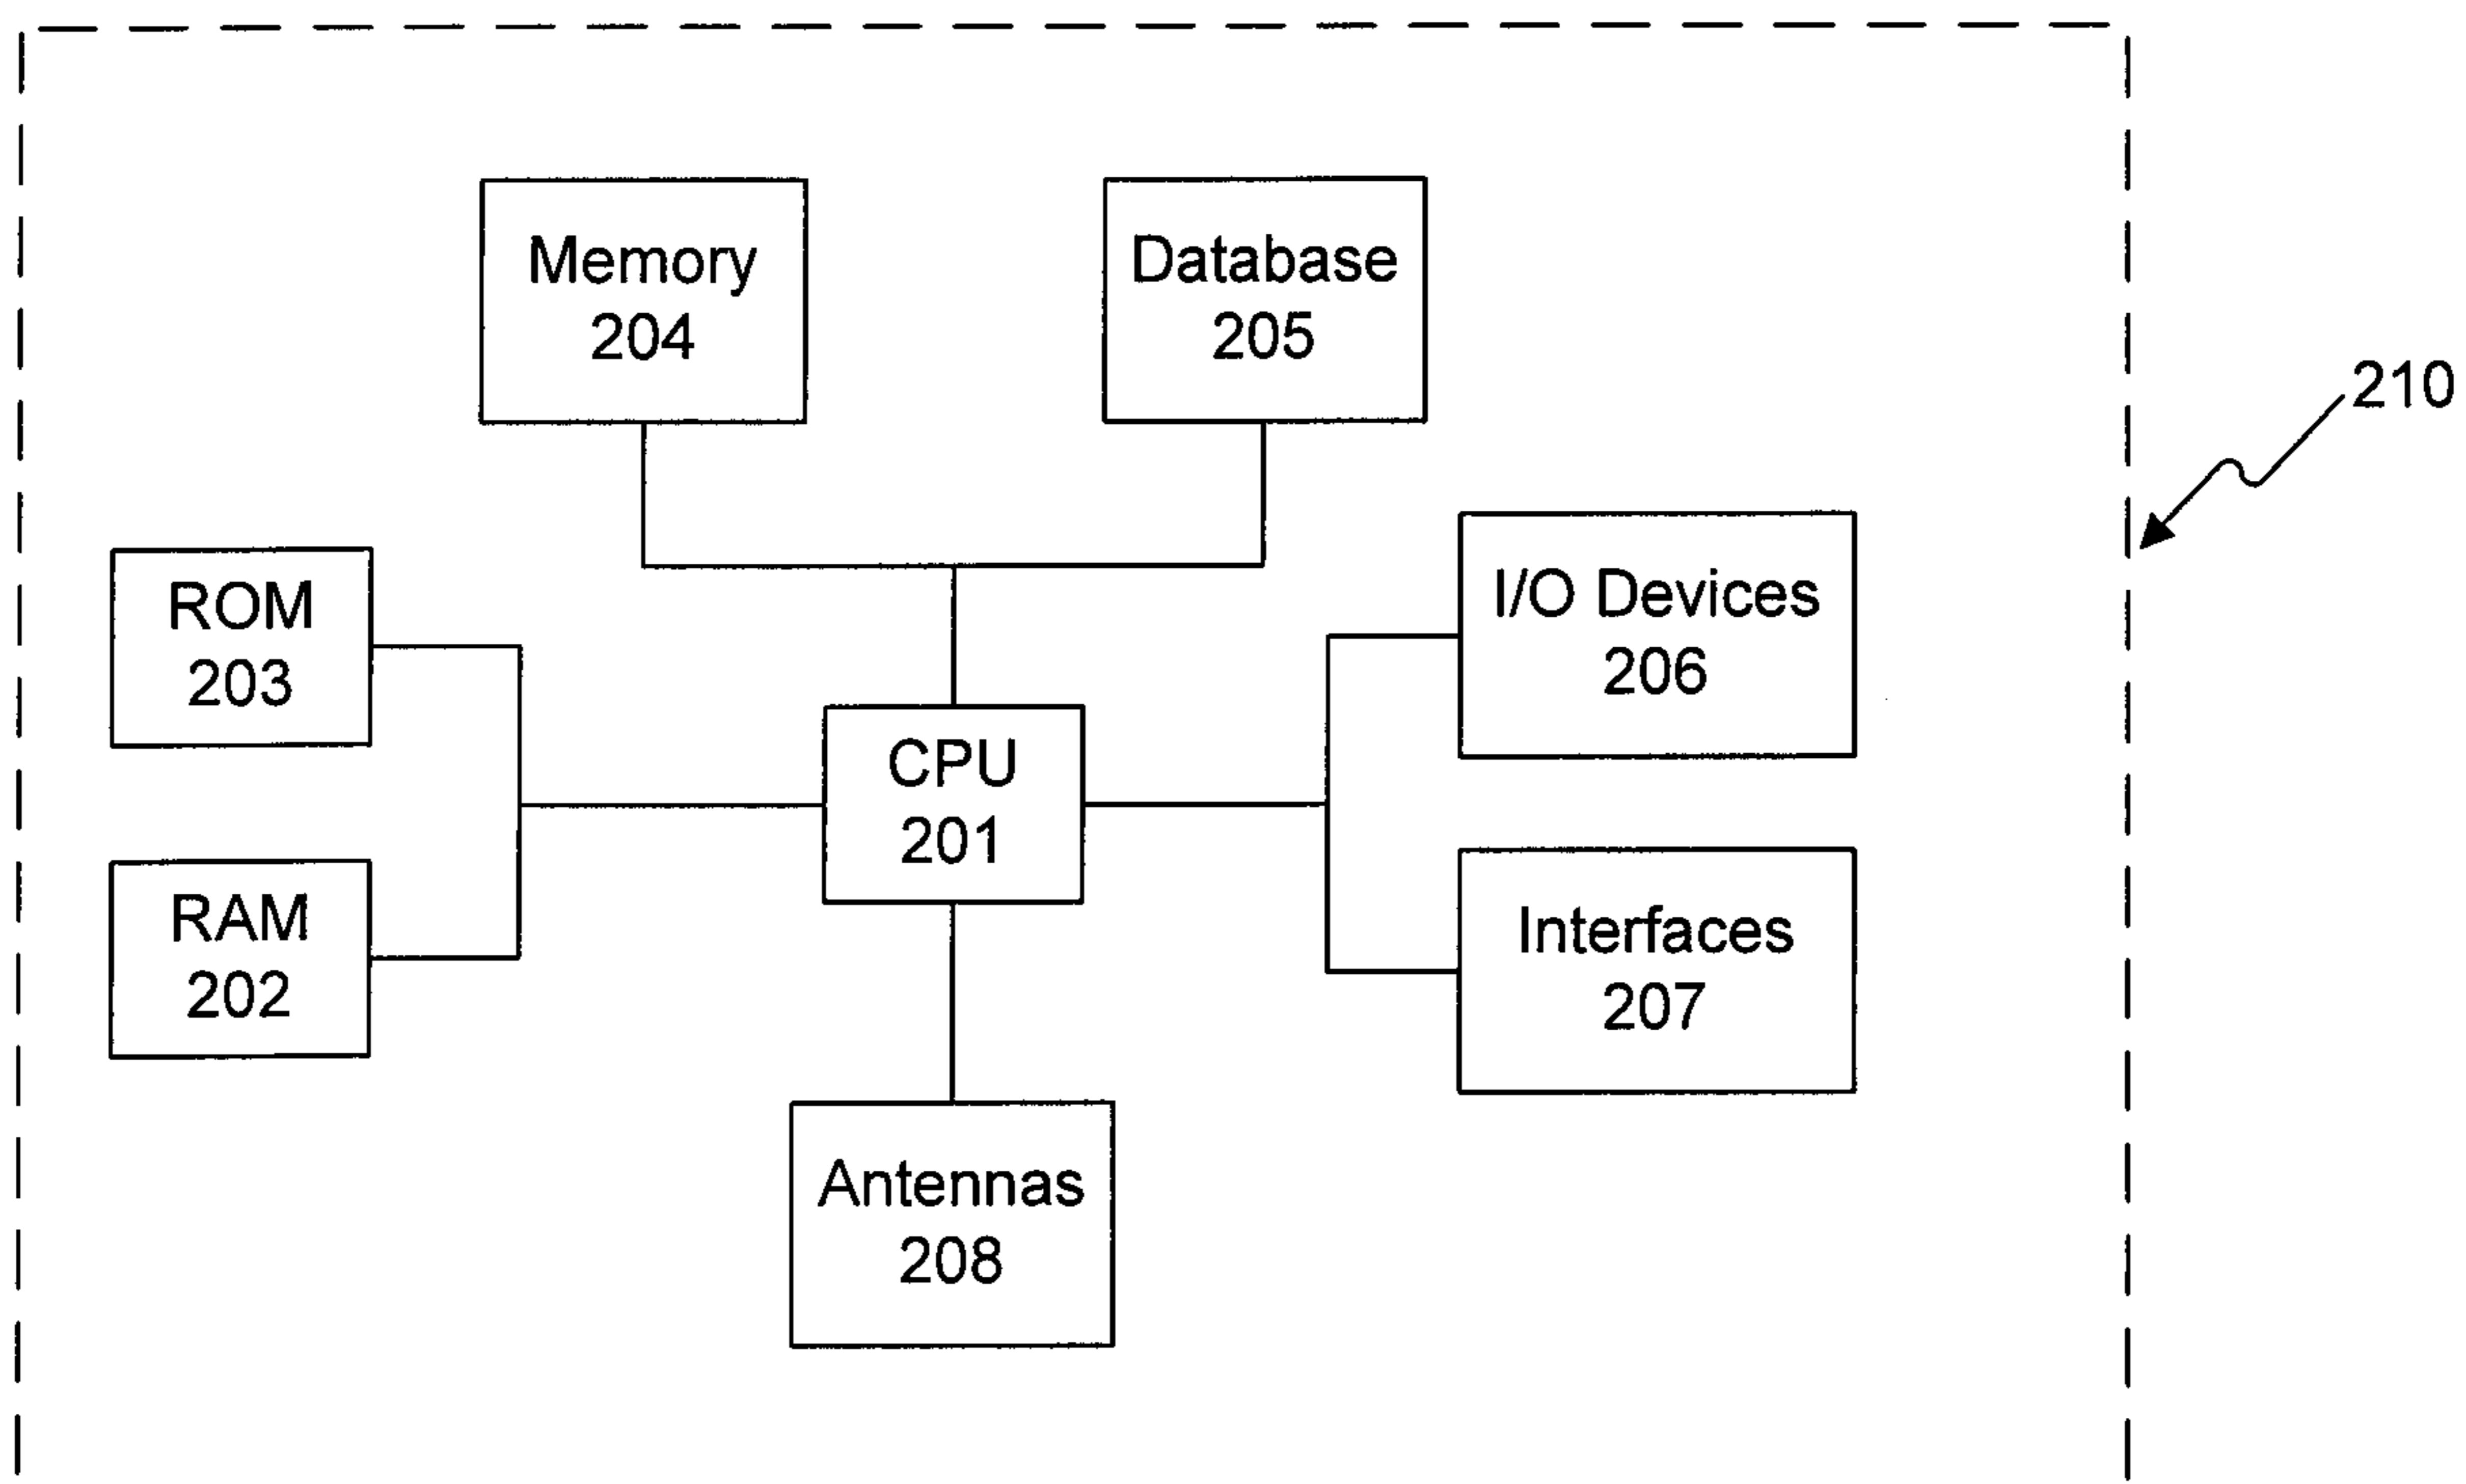 Memory
204
Database
205
210
ROM
203
I/O Devices
206
CPU
201
RAM
202
Interfaces
207
Antennas
208